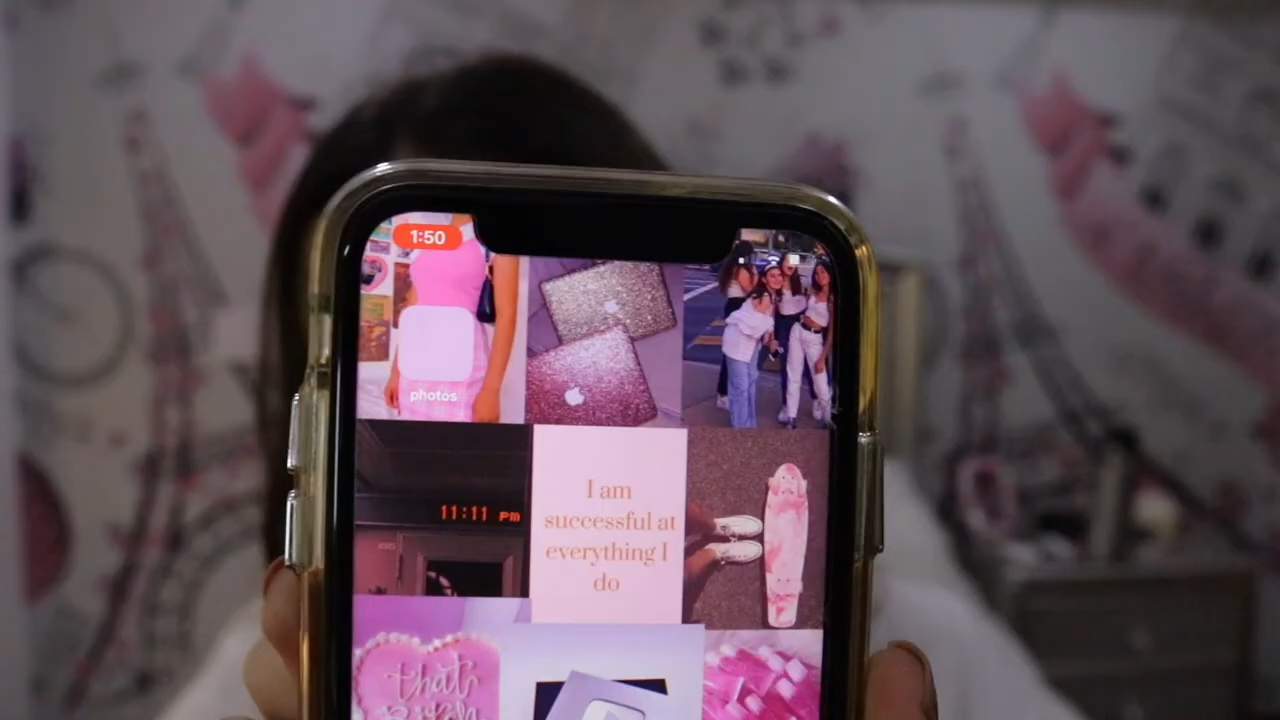 1:50
photos
11:11 PM
I am
successful at
everything I
do
that